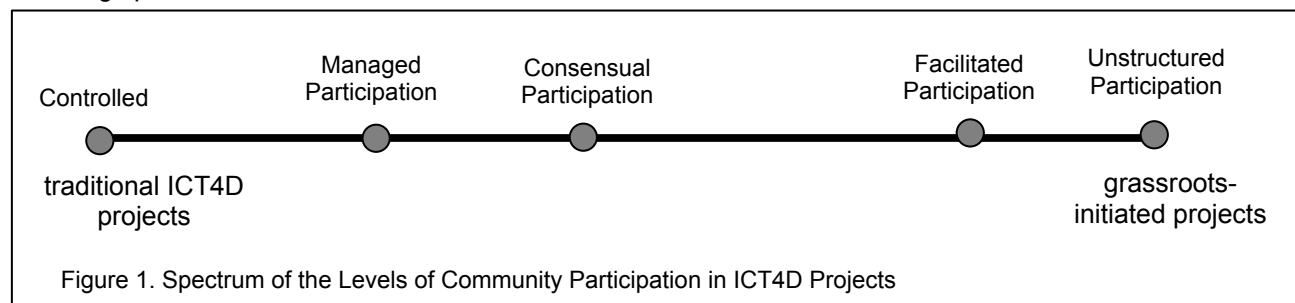 Controlled
Managed
Participation
Consensual
Participation
Facilitated
Participation
Unstructured
Participation
traditional ICT4D
projects
grassroots-
initiated projects
Figure 1. Spectrum of the Levels of Community Participation in ICT4D Projects